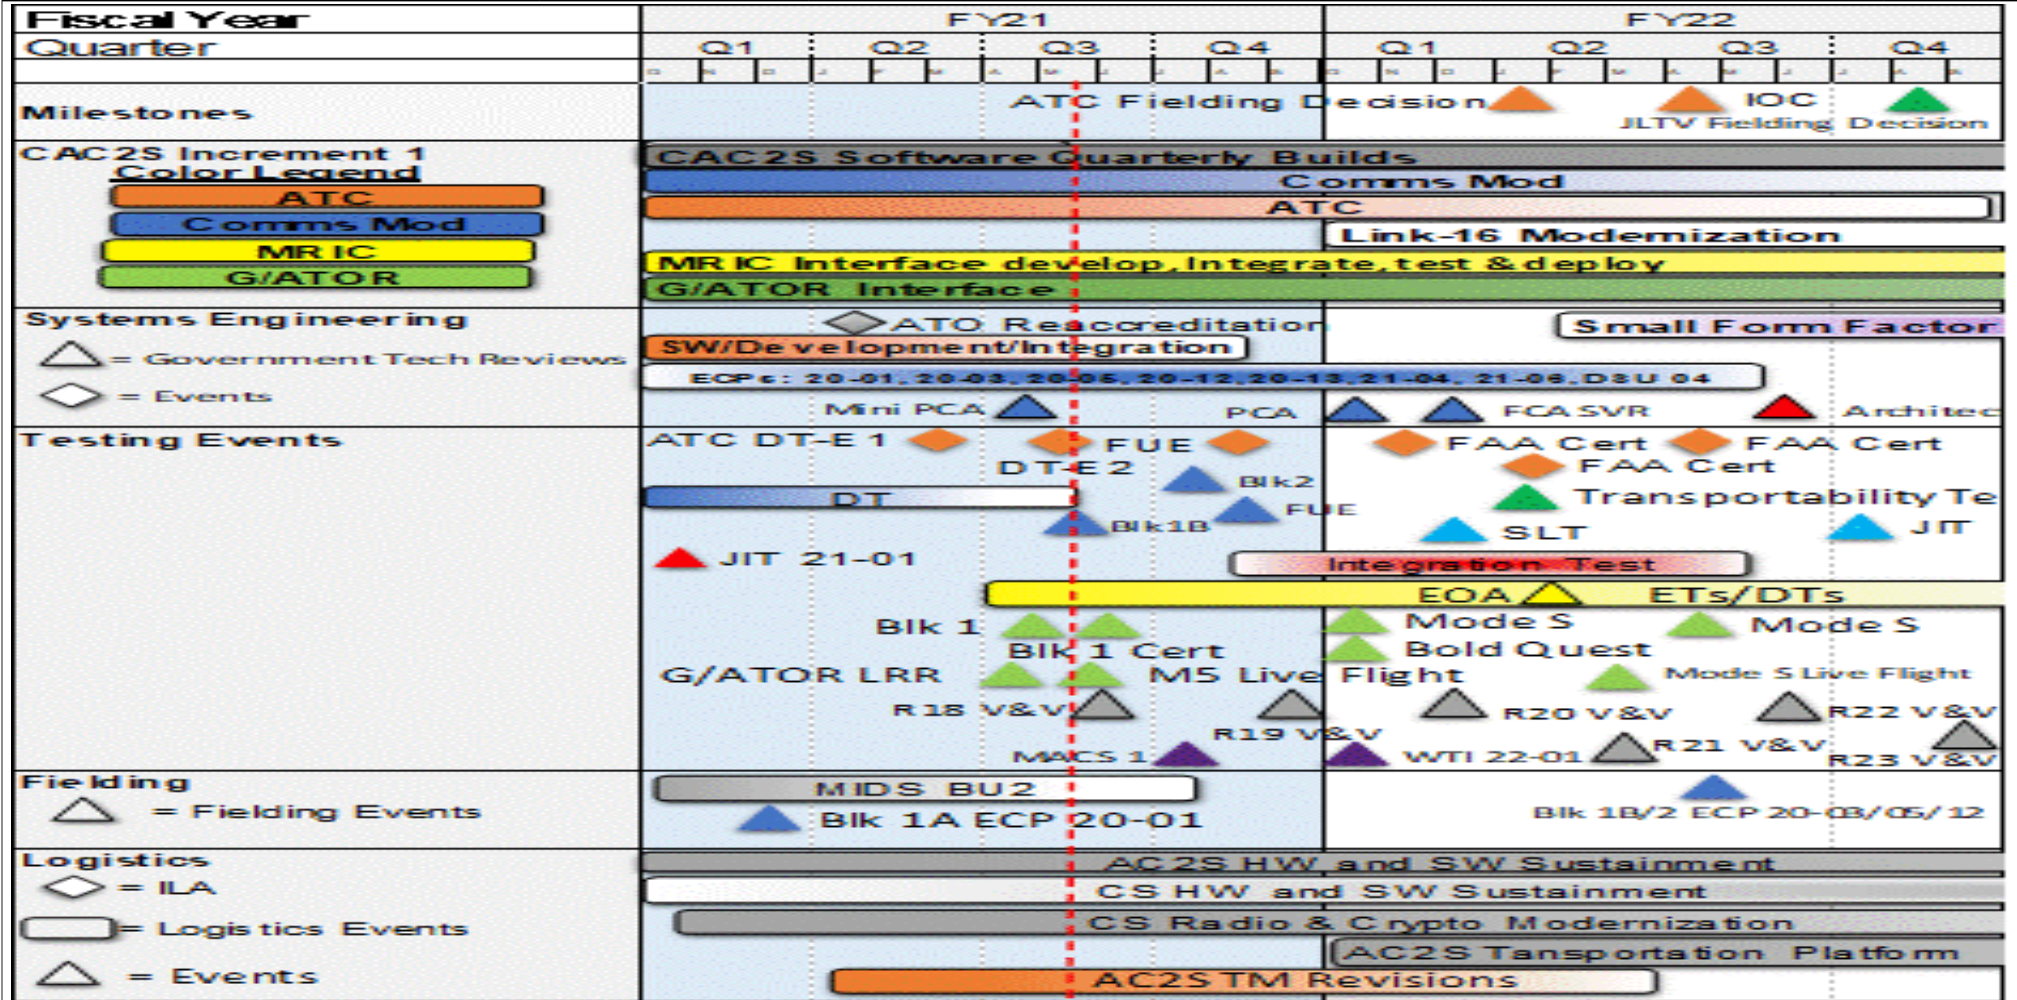 Fiscal Year FY21 FY22
Quarter Q1 Q2 Q3 Q4 Q1 Q2 Q3 Q4
O N D J F M A M J J A S O N D J F M A M J J A S
Milestones
ATC Fielding Decision
IOC
JLTV Fielding Decision
CAC2S Increment 1
Color Legend
ATC
Comms Mod
MRIC
G/ATOR
CAC2S Software Quarterly Builds
Comms Mod
ATC
Link-16 Modernization
MRIC Interface develop, Integrate, test & deploy
G/ATOR Interface
Systems Engineering
= Government Tech Reviews
= Events
ATO Reaccreditation
Small Form Factor
SW/Development/Integration
ECPs: 20-01, 20-03, 20-05, 20-12, 20-13, 21-04, 21-06, DSU 04
Mini PCA
PCA
FCA SVR
Architec
Testing Events
ATC DT-E 1
FUE
FAA Cert
FAA Cert
DT-E 2
FAA Cert
Blk2
DT
Transportability Te
FUE
Blk1B
SLT
JIT
JIT 21-01
Integration Test
EOA
ETs/DTs
Blk 1
Mode S
Mode S
Blk 1 Cert
Bold Quest
G/ATOR LRR
M5 Live Flight
Mode S Live Flight
R18 V&V
R20 V&V
R22 V&V
R19 V&V
MACS 1
WTI 22-01
R21 V&V
R23 V&V
Fielding
= Fielding Events
MIDS BU2
Blk 1A ECP 20-01
Blk 1B/2 ECP 20-03/05/12
Logistics
= ILA
= Logistics Events
= Events
AC2S HW and SW Sustainment
CS HW and SW Sustainment
CS Radio & Crypto Modernization
AC2S Tansportation Platform
AC2S TM Revisions